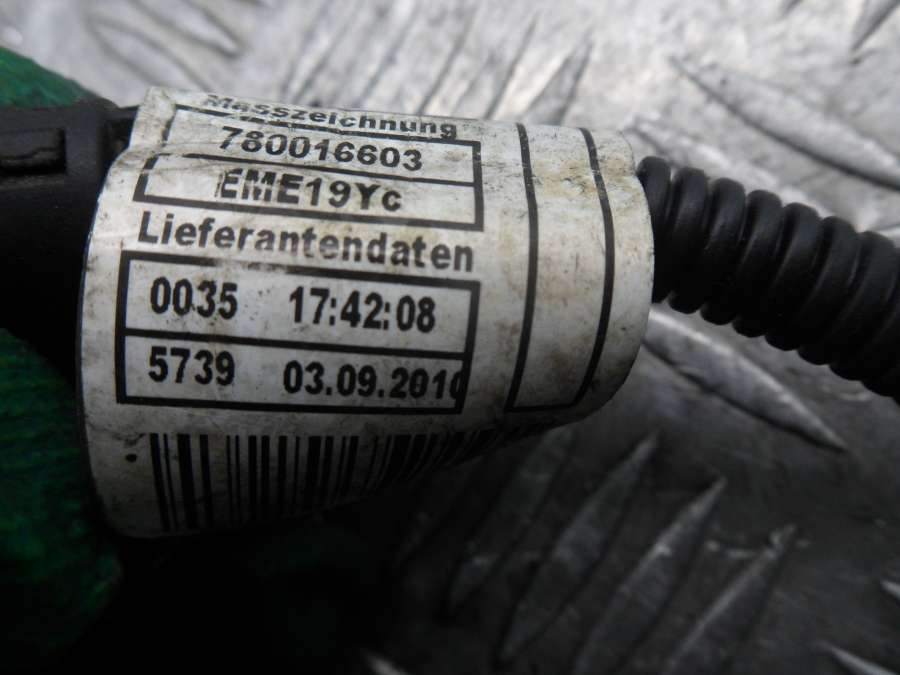 Masszeichnung
780016603
EME19Yc
Lieferantendaten
0035 17:42:08
5739 03.09.2010